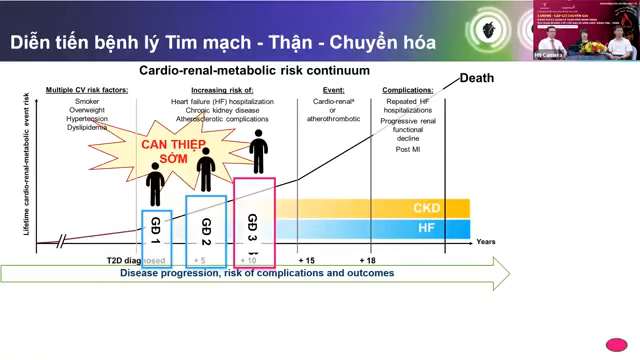 Diễn tiến bệnh lý Tim mạch - Thận - Chuyển hóa
HN Camera
Cardio-renal-metabolic risk continuum
Death
Multiple CV risk factors:
Smoker
Overweight
Hypertension
Dyslipidemia
Increasing risk of:
Heart failure (HF) hospitalization
Chronic kidney disease
Atherosclerotic complications
Event:
Cardio-renal
or
atherothrombotic
Complications:
Repeated HF
hospitalizations
Progressive renal
functional
decline
Post MI
Lifetime cardio-renal-metabolic event risk
CAN THIỆP
SỚM
GĐ 1
GĐ 2
GĐ 3
CKD
HF
Years
T2D diagnosed
+ 5
+ 10
+ 15
+ 18
Disease progression, risk of complications and outcomes